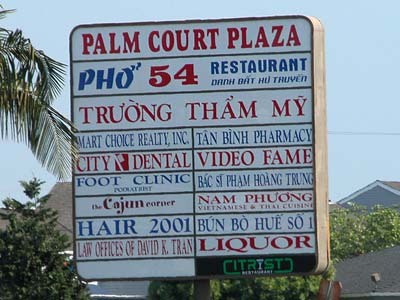 PALM COURT PLAZA
PHỞ 54 RESTAURANT
DANH BẤT HƯ TRUYỀN
TRƯỜNG THẨM MỸ
MART CHOICE REALTY, INC.
TÂN BÌNH PHARMACY
CITY DENTAL
VIDEO FAME
FOOT CLINIC
PODIATRIST
BÁC SĨ PHẠM HOÀNG TRUNG
the Cajun corner
NAM PHƯƠNG
VIETNAMESE & THAI CUISINE
HAIR 2001
BÚN BÒ HUẾ SỐ 1
LAW OFFICES OF DAVID K. TRAN
LIQUOR
RESTAURANT